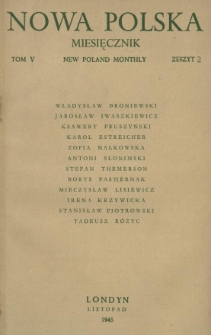 NOWA POLSKA
MIESIĘCZNIK
TOM V NEW POLAND MONTHLY ZESZYT 2
WŁADYSŁAW BRONIEWSKI
JAROSŁAW IWASZKIEWICZ
KSAWERY PRUSZYŃSKI
KAROL ESTREICHER
ZOFIA NAŁKOWSKA
ANTONI SŁONIMSKI
STEFAN THEMERSON
BORYS PASTERNAK
MIECZYSŁAW LISIEWICZ
IRENA KRZYWICKA
STANISŁAW PIOTROWSKI
TADEUSZ RÓŻYC
LONDYN
LISTOPAD
1945